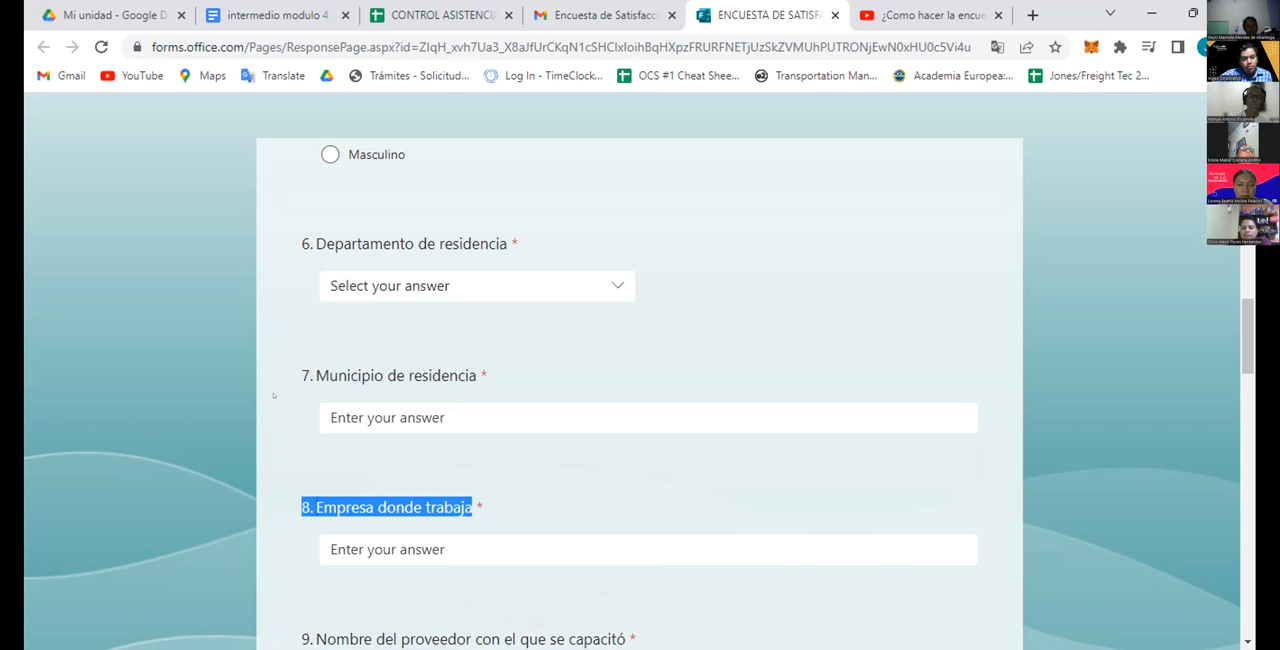 Mi unidad - Google D
intermedio modulo 4
CONTROL ASISTENCIA
Encuesta de Satisfacc
ENCUESTA DE SATISF
¿Como hacer la encue
forms.office.com/Pages/ResponsePage.aspx?id=
Gmail
YouTube
Maps
Translate
Trámites - Solicitud...
Log In - TimeClock...
OCS #1 Cheat Shee...
Transportation Man...
Academia Europea:...
Jones/Freight Tec 2...
Masculino
6. Departamento de residencia *
Select your answer
7. Municipio de residencia *
Enter your answer
8. Empresa donde trabaja *
Enter your answer
9. Nombre del proveedor con el que se capacitó *